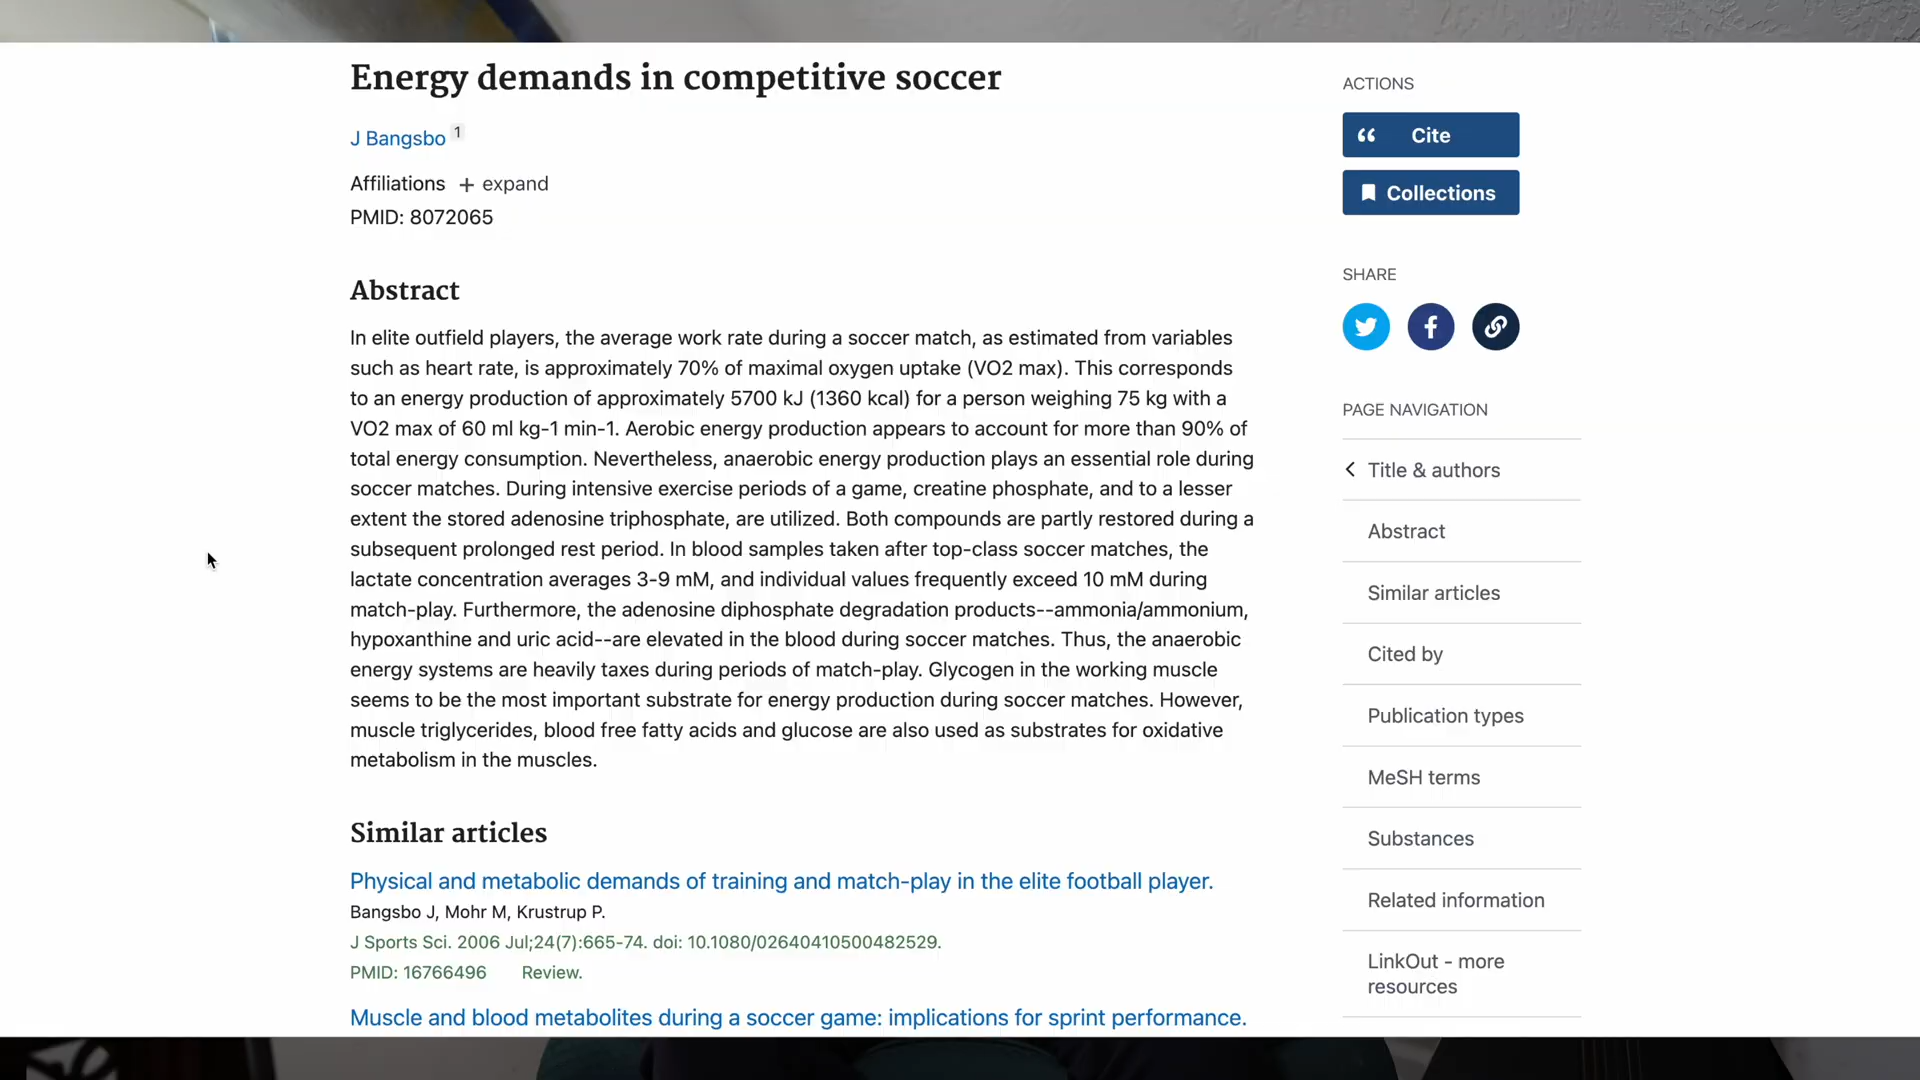 Energy demands in competitive soccer
J Bangsbo 1
Affiliations + expand
PMID: 8072065
Abstract
In elite outfield players, the average work rate during a soccer match, as estimated from variables
such as heart rate, is approximately 70% of maximal oxygen uptake (VO2 max). This corresponds
to an energy production of approximately 5700 kJ (1360 kcal) for a person weighing 75 kg with a
VO2 max of 60 ml kg-1 min-1. Aerobic energy production appears to account for more than 90% of
total energy consumption. Nevertheless, anaerobic energy production plays an essential role during
soccer matches. During intensive exercise periods of a game, creatine phosphate, and to a lesser
extent the stored adenosine triphosphate, are utilized. Both compounds are partly restored during a
subsequent prolonged rest period. In blood samples taken after top-class soccer matches, the
lactate concentration averages 3-9 mM, and individual values frequently exceed 10 mM during
match-play. Furthermore, the adenosine diphosphate degradation products--ammonia/ammonium,
hypoxanthine and uric acid--are elevated in the blood during soccer matches. Thus, the anaerobic
energy systems are heavily taxes during periods of match-play. Glycogen in the working muscle
seems to be the most important substrate for energy production during soccer matches. However,
muscle triglycerides, blood free fatty acids and glucose are also used as substrates for oxidative
metabolism in the muscles.
Similar articles
Physical and metabolic demands of training and match-play in the elite football player.
Bangsbo J, Mohr M, Krustrup P.
J Sports Sci. 2006 Jul;24(7):665-74. doi: 10.1080/02640410500482529.
PMID: 16766496 Review.
Muscle and blood metabolites during a soccer game: implications for sprint performance.
ACTIONS
Cite
Collections
SHARE
PAGE NAVIGATION
Title & authors
Abstract
Similar articles
Cited by
Publication types
MeSH terms
Substances
Related information
LinkOut - more
resources